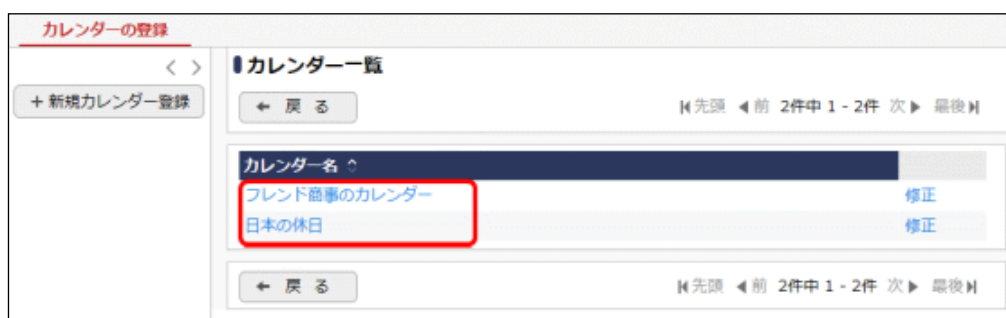 カレンダーの登録
< >
+ 新規カレンダー登録
カレンダー一覧
← 戻る
|◀先頭 ◀前 2件中 1 - 2件 次▶ 最後▶|
カレンダー名
フレンド商事のカレンダー 修正
日本の休日 修正
← 戻る
|◀先頭 ◀前 2件中 1 - 2件 次▶ 最後▶|